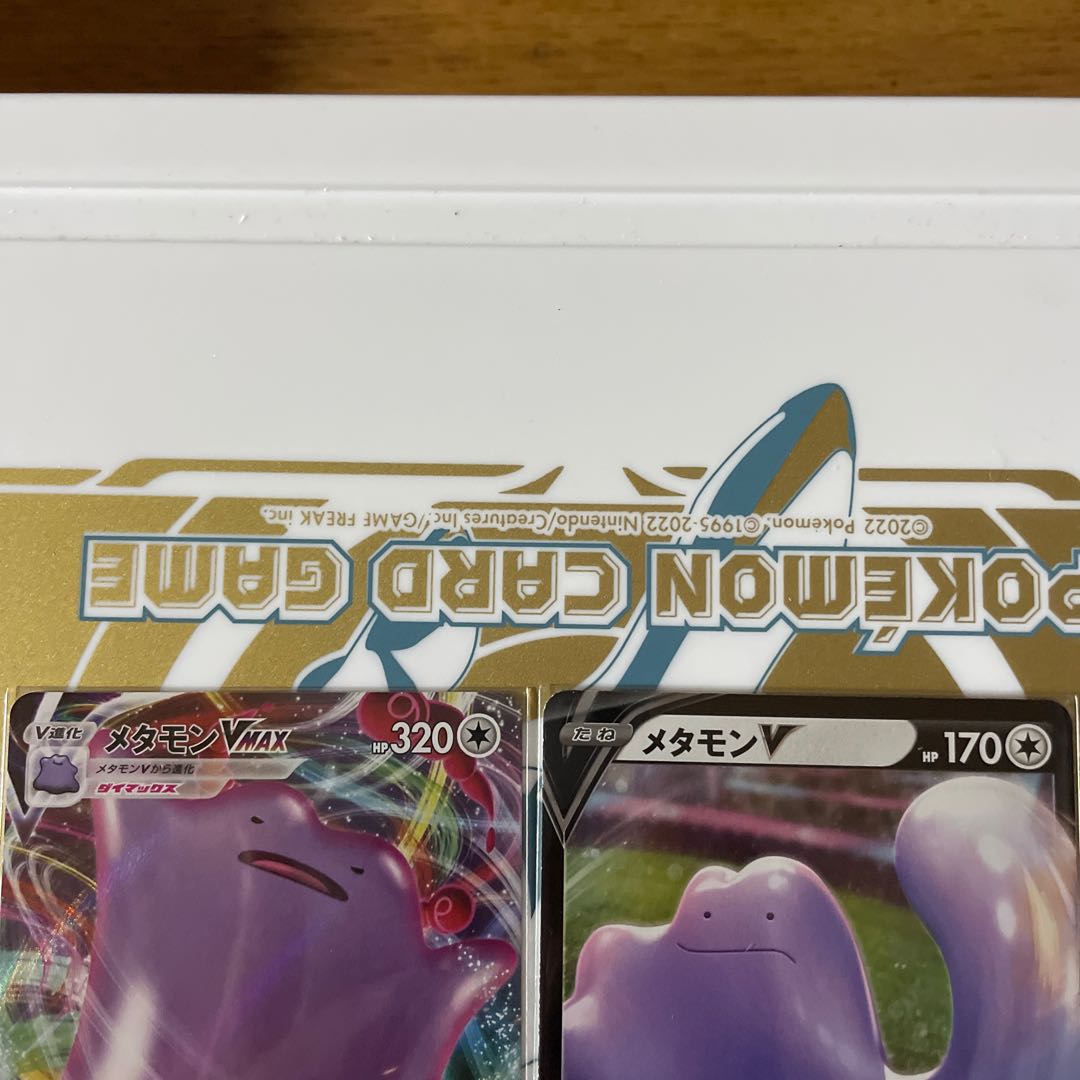 ©2022 Pokémon. ©1995-2022 Nintendo/Creatures Inc./GAME FREAK inc.
POKÉMON CARD GAME
V進化
メタモンVMAX
HP320
メタモンVから進化
ダイマックス
たね
メタモンV
HP170